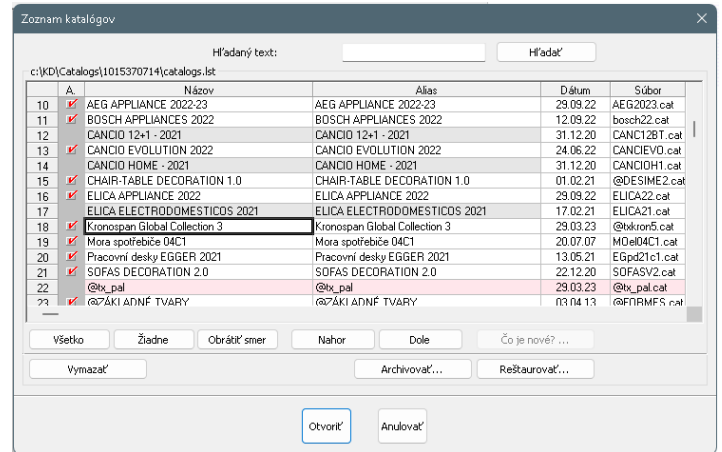 Zoznam katalógov
Hľadaný text:
Hľadať
c:\KD\Catalogs\1015370714\catalogs.lst
A. Názov Alias Dátum Súbor
10 AEG APPLIANCE 2022-23 AEG APPLIANCE 2022-23 29.09.22 AEG2023.cat
11 BOSCH APPLIANCES 2022 BOSCH APPLIANCES 2022 12.09.22 bosch22.cat
12 CANCIO 12+1 - 2021 CANCIO 12+1 - 2021 31.12.20 CANC12BT.cat
13 CANCIO EVOLUTION 2022 CANCIO EVOLUTION 2022 24.06.22 CANCIEVO.cat
14 CANCIO HOME - 2021 CANCIO HOME - 2021 31.12.20 CANCIOH1.cat
15 CHAIR-TABLE DECORATION 1.0 CHAIR-TABLE DECORATION 1.0 01.02.21 @DESIME2.cat
16 ELICA APPLIANCE 2022 ELICA APPLIANCE 2022 29.09.22 ELICA22.cat
17 ELICA ELECTRODOMESTICOS 2021 ELICA ELECTRODOMESTICOS 2021 17.02.21 ELICA21.cat
18 Kronospan Global Collection 3 Kronospan Global Collection 3 29.03.23 @txkron5.cat
19 Mora spotřebiče 04C1 Mora spotřebiče 04C1 20.07.07 MOel04C1.cat
20 Pracovní desky EGGER 2021 Pracovní desky EGGER 2021 13.05.21 EGpd21c1.cat
21 SOFAS DECORATION 2.0 SOFAS DECORATION 2.0 22.12.20 SOFASV2.cat
22 @tx_pal @tx_pal 29.03.23 @tx_pal.cat
23 @ZÁKLADNÉ TVARY @ZÁKLADNÉ TVARY 03.04.13 @FORMES.cat
Všetko Žiadne Obrátiť smer Nahor Dole Čo je nové? ...
Vymazať Archivovať... Reštaurovať...
Otvoriť Anulovať